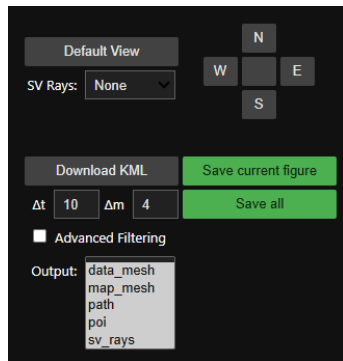 Default View
N
SV Rays: None
W E
S
Download KML Save current figure
Δt 10 Δm 4 Save all
Advanced Filtering
Output: data_mesh
map_mesh
path
poi
sv_rays